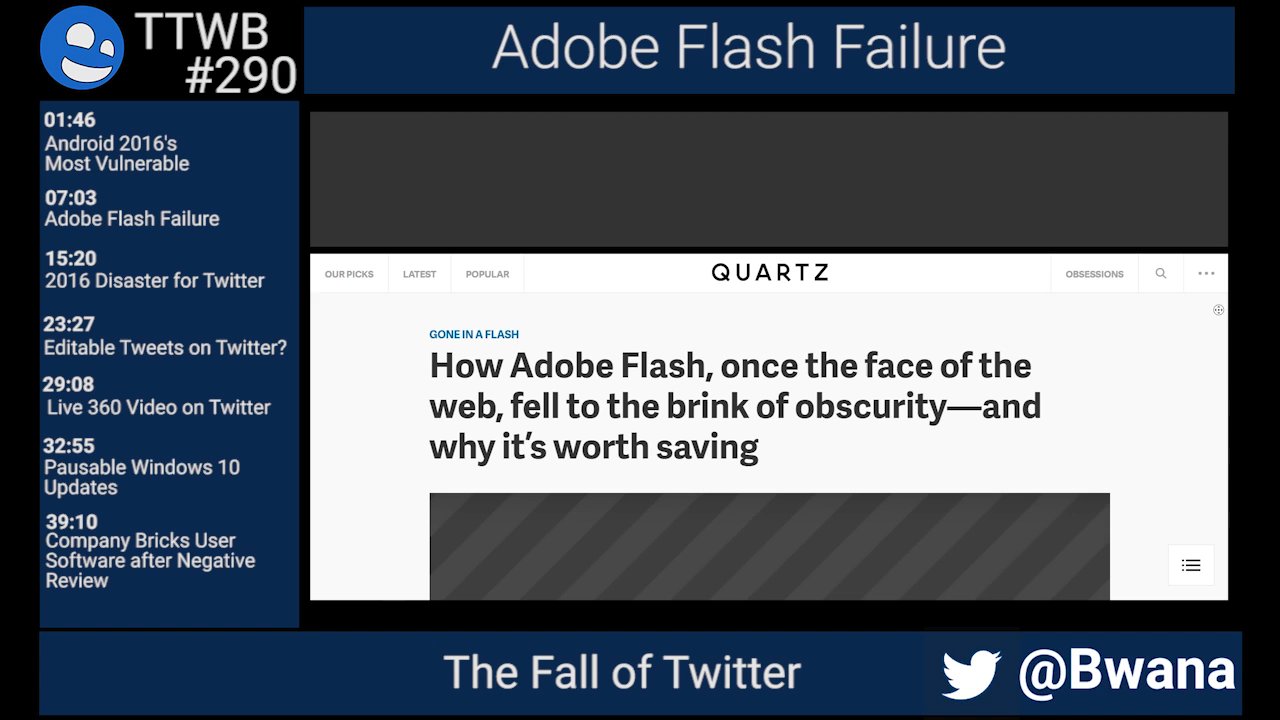 TTWB
#290
Adobe Flash Failure
01:46
Android 2016's
Most Vulnerable
07:03
Adobe Flash Failure
15:20
2016 Disaster for Twitter
23:27
Editable Tweets on Twitter?
29:08
Live 360 Video on Twitter
32:55
Pausable Windows 10
Updates
39:10
Company Bricks User
Software after Negative
Review
OUR PICKS LATEST POPULAR QUARTZ OBSESSIONS
GONE IN A FLASH
How Adobe Flash, once the face of the
web, fell to the brink of obscurity—and
why it's worth saving
The Fall of Twitter
@Bwana